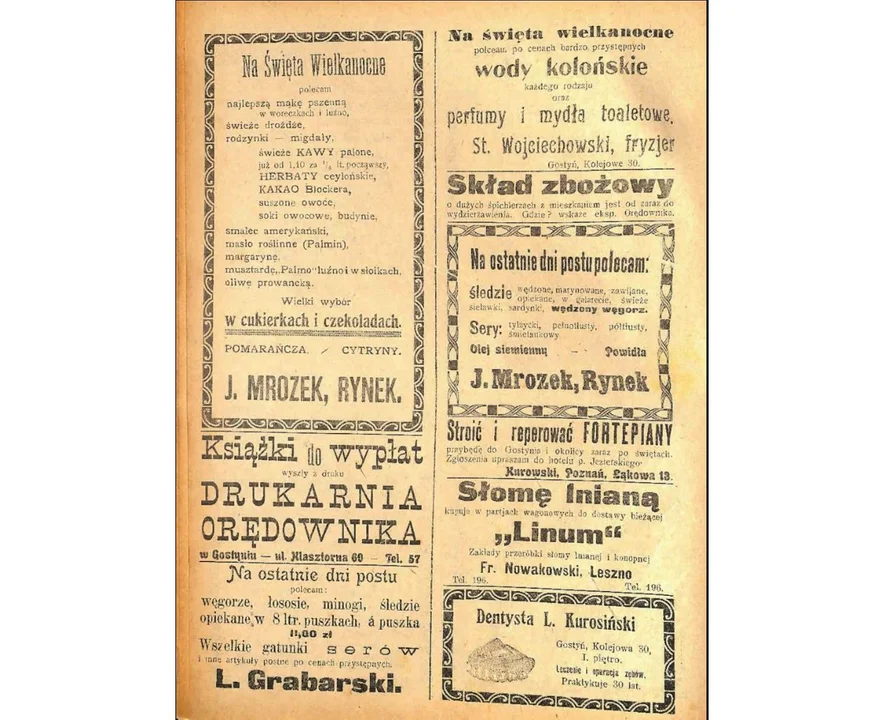 Na Święta Wielkanocne
polecam
najlepszą mąkę pszenną
w woreczkach i luźno,
świeże drożdże,
rodzynki — migdały,
świeże KAWY palone,
już od 1,10 za ¼ lt. począwszy,
HERBATY ceylońskie,
KAKAO Blockera,
suszone owoce,
soki owocowe, budynie,
smalec amerykański,
masło roślinne (Palmin),
margarynę,
musztardę „Palmo" luźno i w słoikach,
oliwę prowancką.
Wielki wybór
w cukierkach i czekoladach.
POMARAŃCZA. / CYTRYNY.
J. MROZEK, RYNEK.
Książki do wypłat
wyszły z druku
DRUKARNIA
ORĘDOWNIKA
w Gostyniu — ul. Klasztorna 60 — Tel. 57
Na ostatnie dni postu
polecam:
węgorze, łososie, minogi, śledzie
opiekane w 8 ltr. puszkach, á puszka
11,00 zł
Wszelkie gatunki serów
i inne artykuły postne po cenach przystępnych.
L. Grabarski.
Na święta wielkanocne
polecam po cenach bardzo przystępnych
wody kolońskie
każdego rodzaju
oraz
perfumy i mydła toaletowe.
St. Wojciechowski, fryzjer
Gostyń, Kolejowe 30.
Skład zbożowy
o dużych śpichlerzach z mieszkaniem jest od zaraz do
wydzierżawienia. Gdzie? wskaże eksp. Orędownika.
Na ostatnie dni postu polecam:
śledzie wędzone, marynowane, zawijane,
opiekane, w galarecie, świeże
sielawki, sardynki, wędzony węgorz.
Sery: tylżycki, pełnotłusty, półtłusty,
śmietankowy
Olej siemienny — Powidła
J. Mrozek, Rynek
Stroić i reperować FORTEPIANY
przybędę do Gostynia i okolicy zaraz po świętach.
Zgłoszenia upraszam do hotelu p. Jezierskiego
Kurowski, Poznań, Łąkowa 13.
Słomę lnianą
kupuje w partjach wagonowych do dostawy bieżącej
„Linum"
Zakłady przeróbki słomy lnianej i konopnej
Fr. Nowakowski, Leszno
Tel. 196. Tel. 196.
Dentysta L. Kurosiński
Gostyń, Kolejowa 30,
I. piętro.
Leczenie i operacja zębów.
Praktykuje 30 lat.